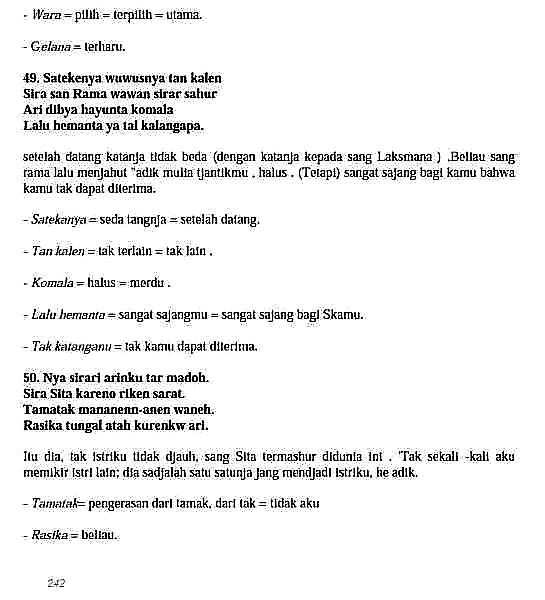 - Wara = pilih = terpilih = utama.
- Gelana = terharu.
49. Satekenya wuwusnya tan kalen
Sira san Rama wawan sirar sahur
Ari dibya hayunta komala
Lalu hemanta ya tai kalangapa.
setelah datang katanja tidak beda (dengan katanja kepada sang Laksmana ) .Beliau sang
rama lalu menjahut "adik mulia tjantikmu , halus . (Tetapi) sangat sajang bagi kamu bahwa
kamu tak dapat diterima.
- Satekanya = seda tangnja = setelah datang.
- Tan kalen = tak terlain = tak lain .
- Komala = halus = merdu .
- Lalu hemanta = sangat sajangmu = sangat sajang bagi Skamu.
- Tak katanganu = tak kamu dapat diterima.
50. Nya sirari arinku tar madoh.
Sira Sita kareno riken sarat.
Tamatak mananenn-anen waneh.
Rasika tungal atah kurenkw ari.
Itu dia, tak istriku tidak djauh, sang Sita termashur didunia ini . "Tak sekali -kali aku
memikir istri lain; dia sadjalah satu satunja jang mendjadi istriku, he adik.
- Tamatak= pengerasan dari tamak, dari tak = tidak aku
- Rasika = beliau.
242